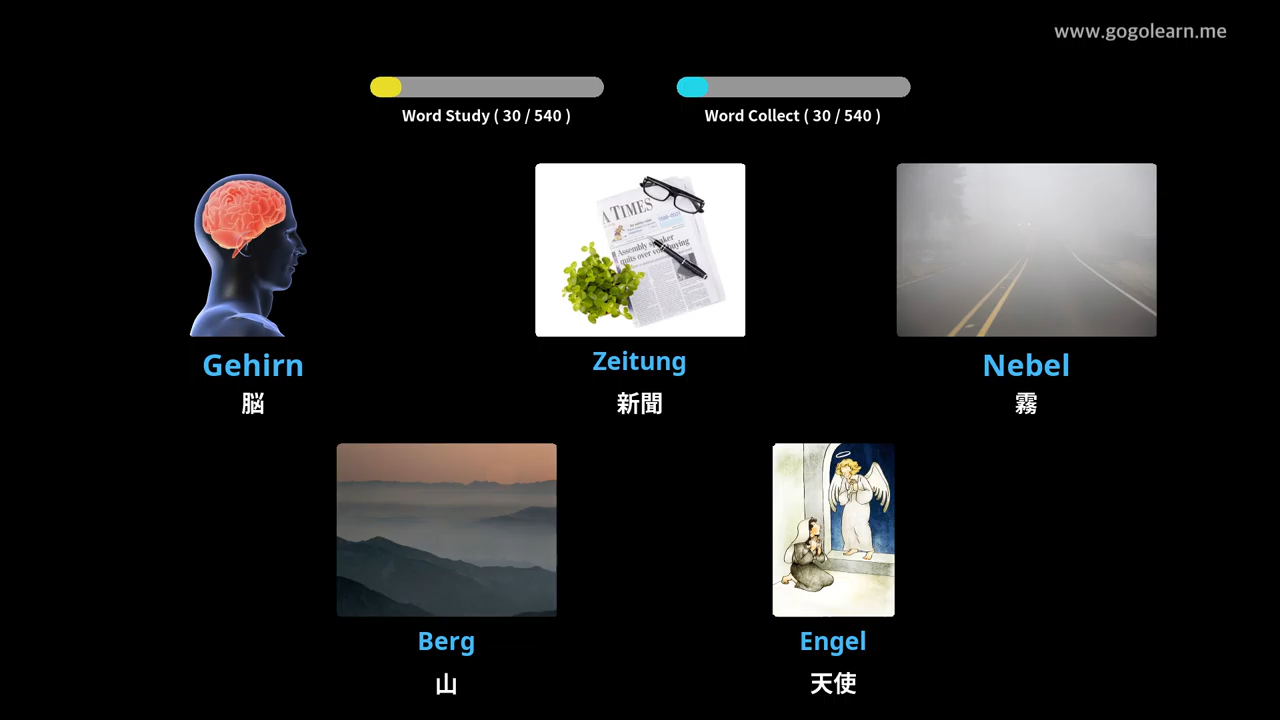 www.gogolearn.me
Word Study ( 30 / 540 )
Word Collect ( 30 / 540 )
A TIMES
Gehirn
脳
Zeitung
新聞
Nebel
霧
Berg
山
Engel
天使